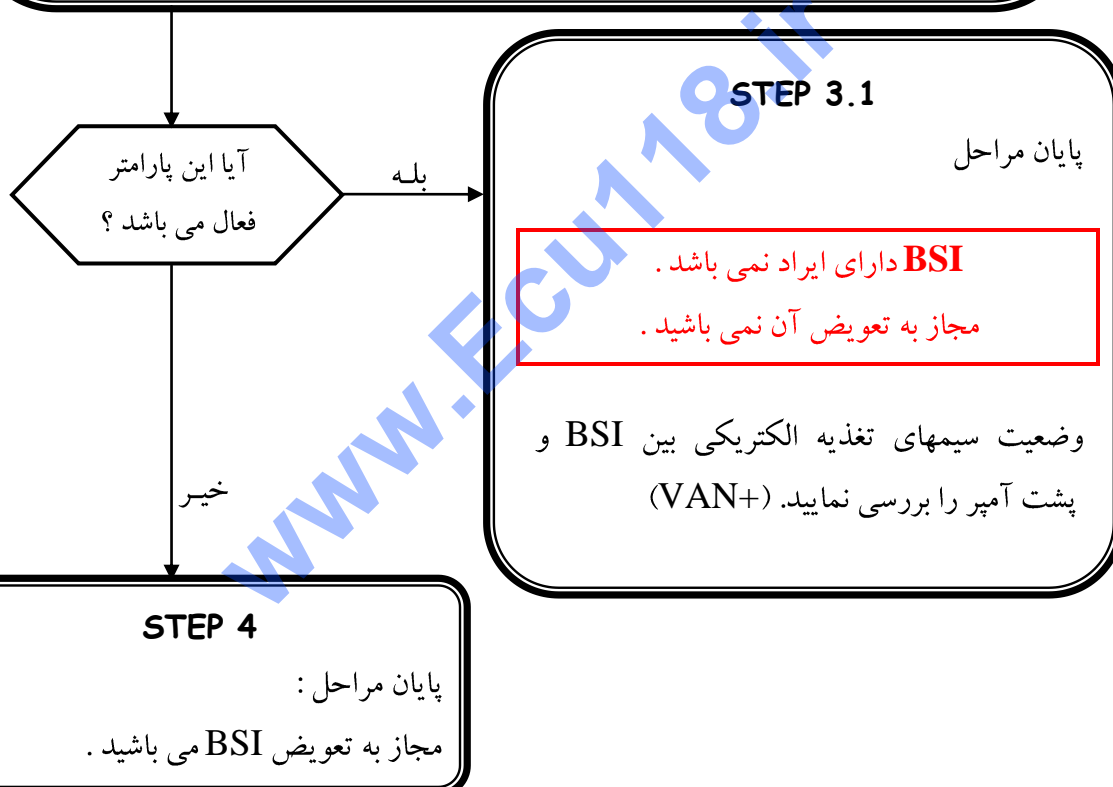 آیا این پارامتر
فعال می باشد ؟
بلـه
خیـر
STEP 3.1
پایان مراحل
BSI دارای ایراد نمی باشد .
مجاز به تعویض آن نمی باشید .
وضعیت سیمهای تغذیه الکتریکی بین BSI و
پشت آمپر را بررسی نمایید. (VAN+)
STEP 4
پایان مراحل :
مجاز به تعویض BSI می باشید .
www.Ecu118.ir